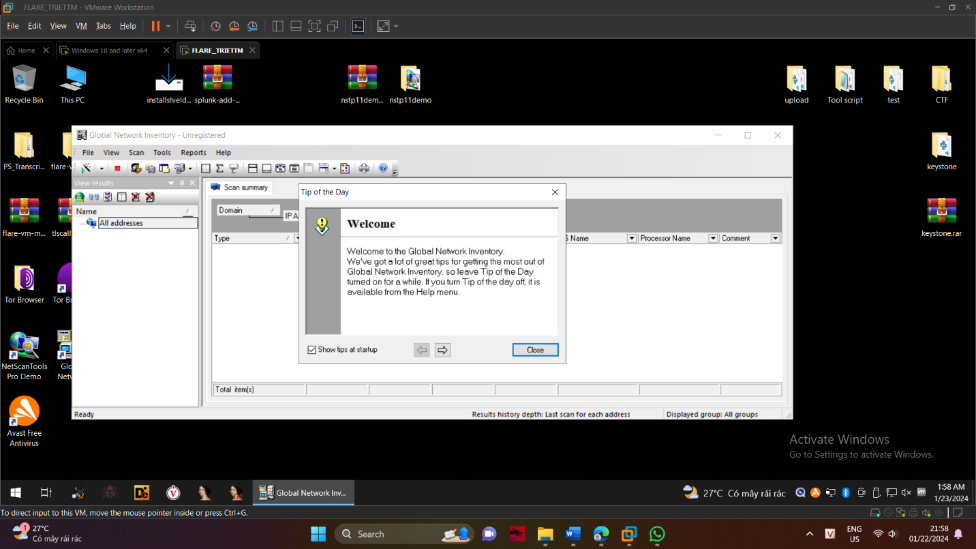 FLARE_TRIETTM - VMware Workstation
File Edit View VM Tabs Help
Home
Windows 10 and later x64
FLARE_TRIETTM
Recycle Bin
This PC
installshield...
splunk-add-...
nstp11dem...
nstp11demo
upload
Tool script
test
CTF
Global Network Inventory - Unregistered
File View Scan Tools Reports Help
View results
Name
All addresses
Scan summary
Domain
IP A
Type
S Name
Processor Name
Comment
Tip of the Day
Welcome
Welcome to the Global Network Inventory.
We've got a lot of great tips for getting the most out of
Global Network Inventory, so leave Tip of the Day
turned on for a while. If you turn Tip of the day off, it is
available from the Help menu.
Show tips at startup
Close
Total item(s)
Ready
Results history depth: Last scan for each address
Displayed group: All groups
PS_Transcri...
flare-v
keystone
flare-vm-m...
tlscall
keystone.rar
Tor Browser
Tor
NetScanTools
Pro Demo
Glo
Netw
Avast Free
Antivirus
Activate Windows
Go to Settings to activate Windows.
Global Network Inv...
27°C Có mây rải rác
1:58 AM
1/23/2024
To direct input to this VM, move the mouse pointer inside or press Ctrl+G.
27°C
Có mây rải rác
Search
ENG
US
21:58
01/22/2024